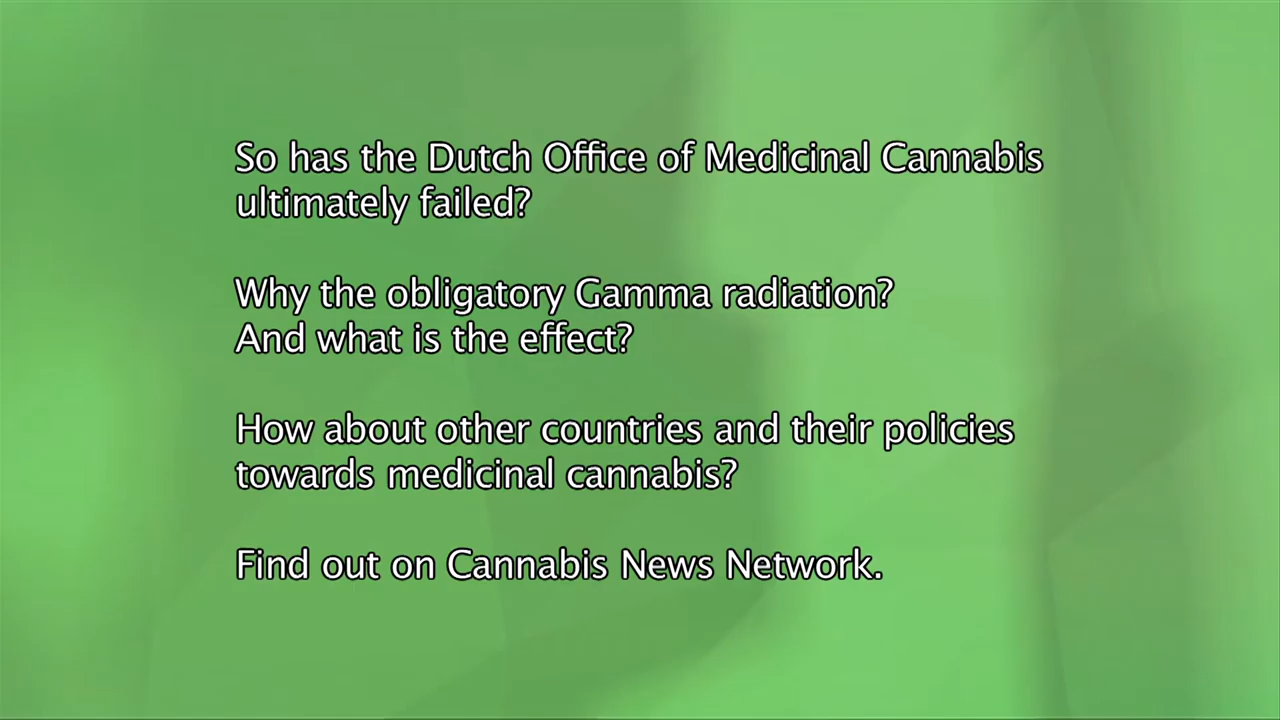 So has the Dutch Office of Medicinal Cannabis
ultimately failed?
Why the obligatory Gamma radiation?
And what is the effect?
How about other countries and their policies
towards medicinal cannabis?
Find out on Cannabis News Network.